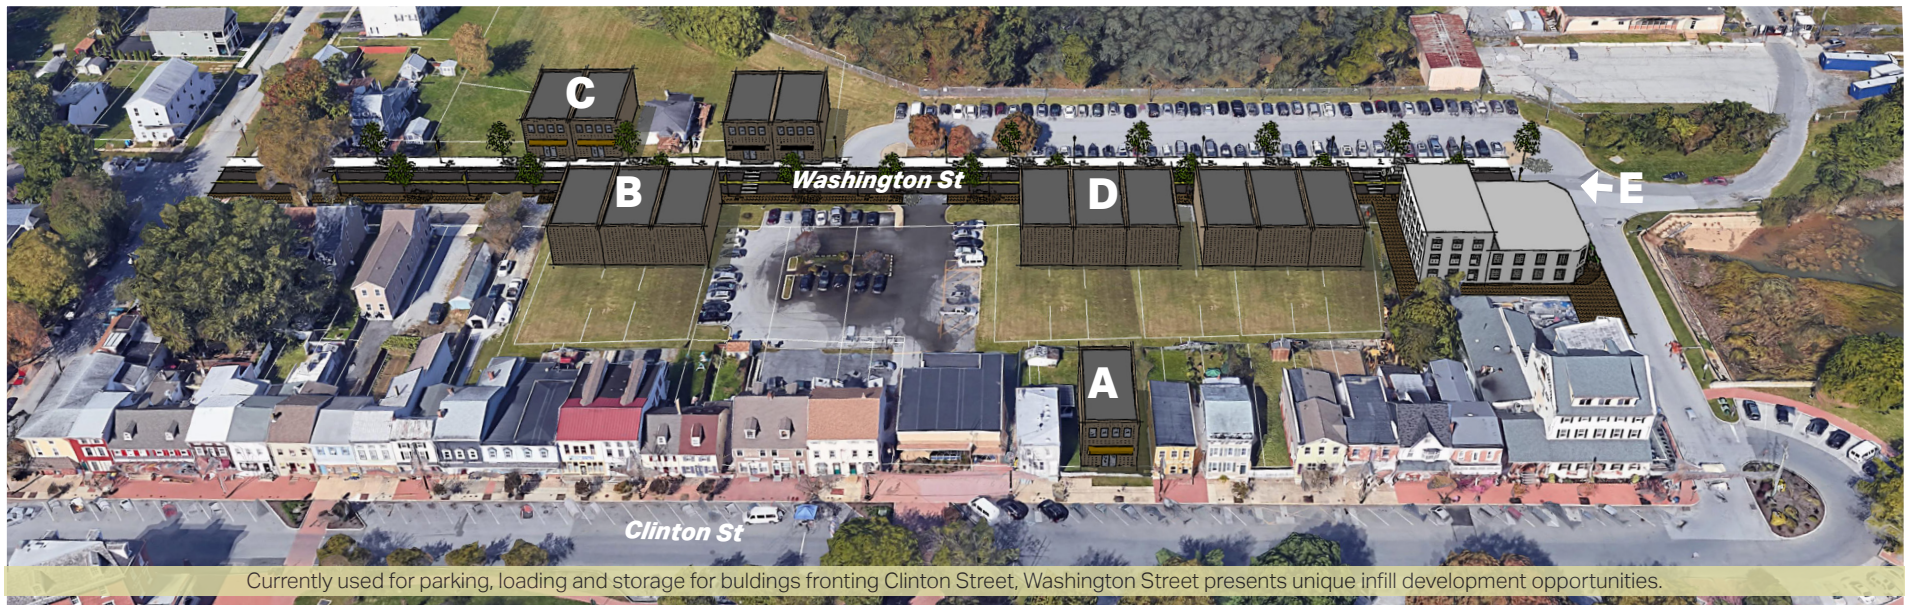 C
B
Washington St
D
E
A
Clinton St
Currently used for parking, loading and storage for buldings fronting Clinton Street, Washington Street presents unique infill development opportunities.